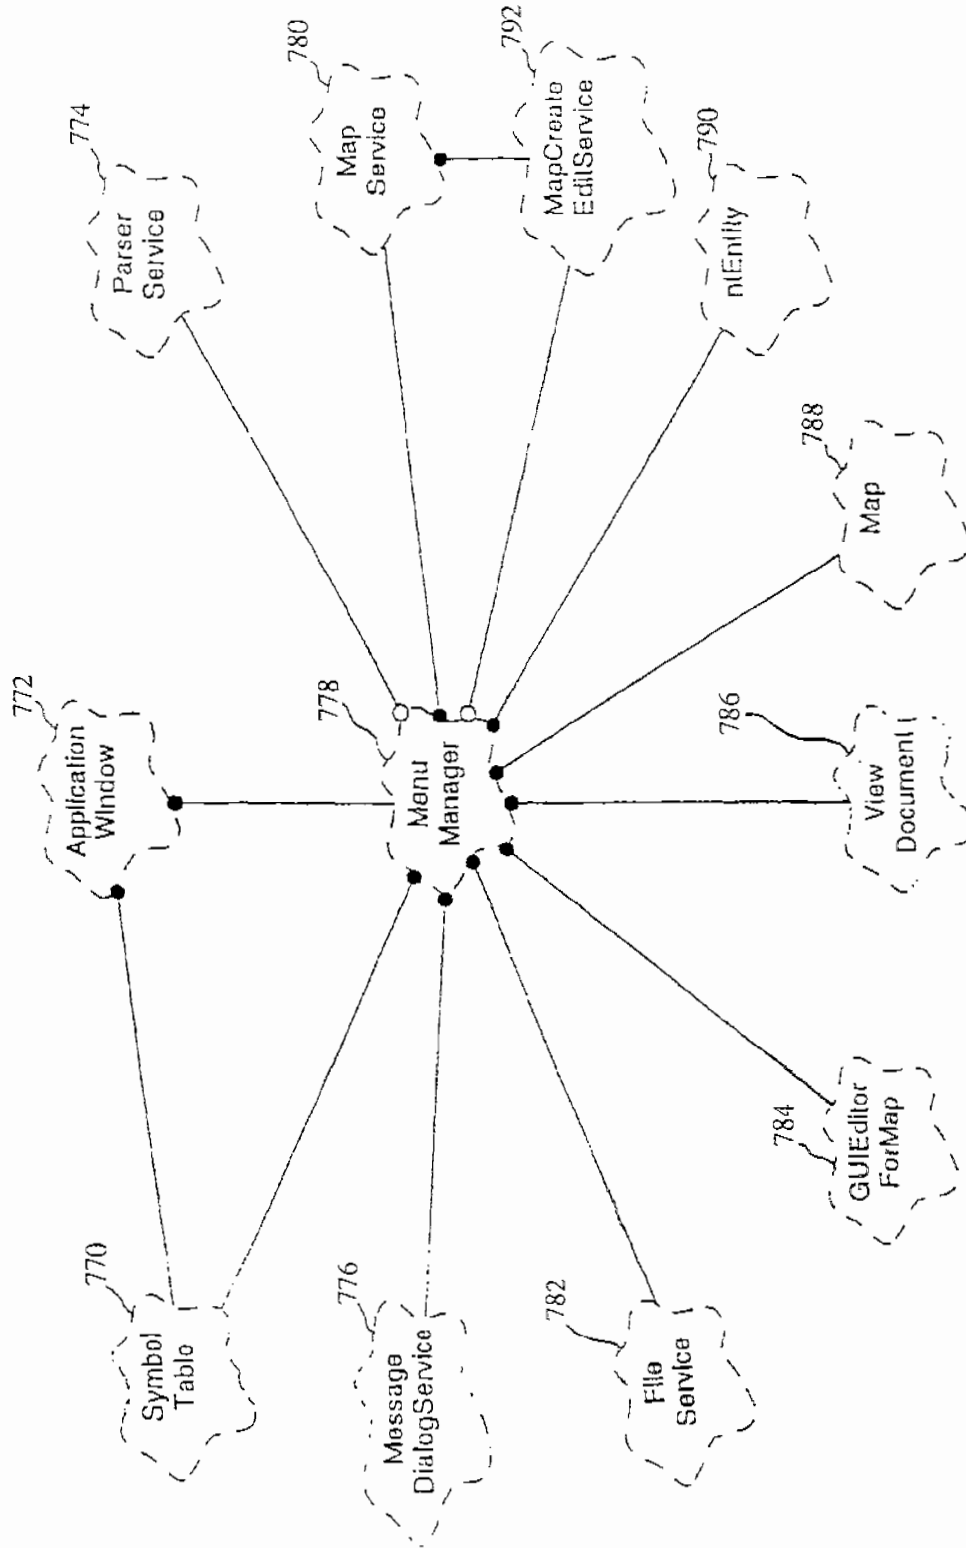 770
Symbol
Table
772
Application
Window
774
Parser
Service
776
Message
DialogService
778
Menu
Manager
780
Map
Service
782
File
Service
792
MapCreate
EditService
784
GUIEditor
ForMap
786
View
Document
788
Map
790
ntEntity